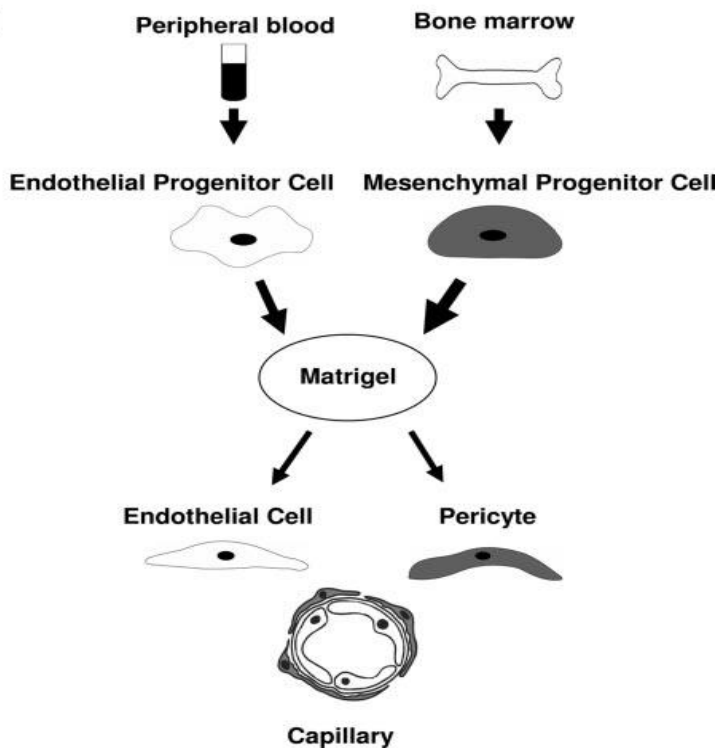 Peripheral blood
Bone marrow
Endothelial Progenitor Cell
Mesenchymal Progenitor Cell
Matrigel
Endothelial Cell
Pericyte
Capillary